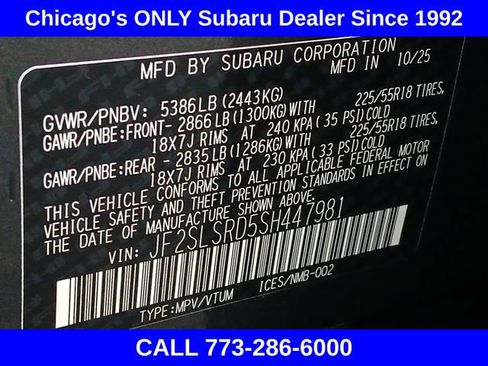 Chicago's ONLY Subaru Dealer Since 1992
MFD BY SUBARU CORPORATION
MFD IN 10/25
GVWR/PNBV: 5386LB(2443KG)
GAWR/PNBE:FRONT- 2866LB(1300KG)WITH 225/55R18 TIRES,
18X7J RIMS AT 240 KPA(35 PSI)COLD
GAWR/PNBE:REAR - 2835LB(1286KG)WITH 225/55R18 TIRES,
18X7J RIMS AT 230 KPA(33 PSI)COLD
THIS VEHICLE CONFORMS TO ALL APPLICABLE FEDERAL MOTOR
VEHICLE SAFETY AND THEFT PREVENTION STANDARDS IN EFFECT ON
THE DATE OF MANUFACTURE SHOWN ABOVE.
VIN: JF2SLSRD5SH447981
TYPE:MPV/VTUM ICES/NMB-002
CALL 773-286-6000